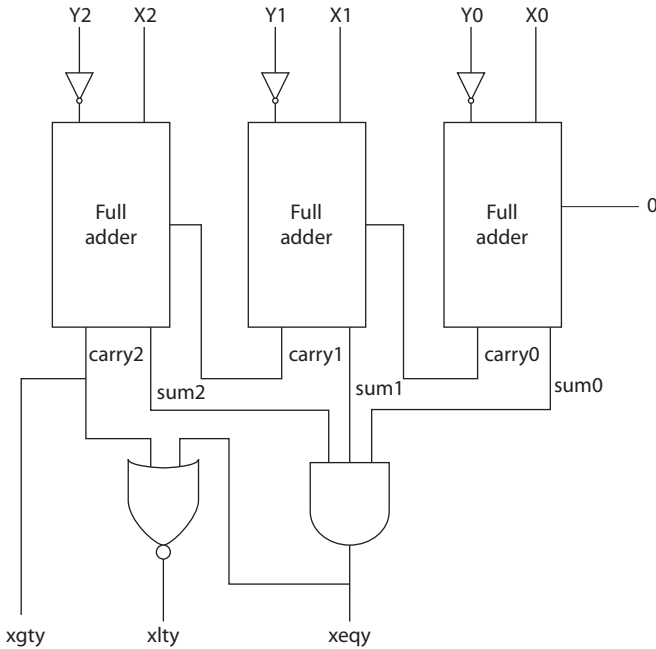 Y2 X2 Y1 X1 Y0 X0
Full adder
Full adder
Full adder
0
carry2
carry1
carry0
sum2
sum1
sum0
xgty
xlty
xeqy